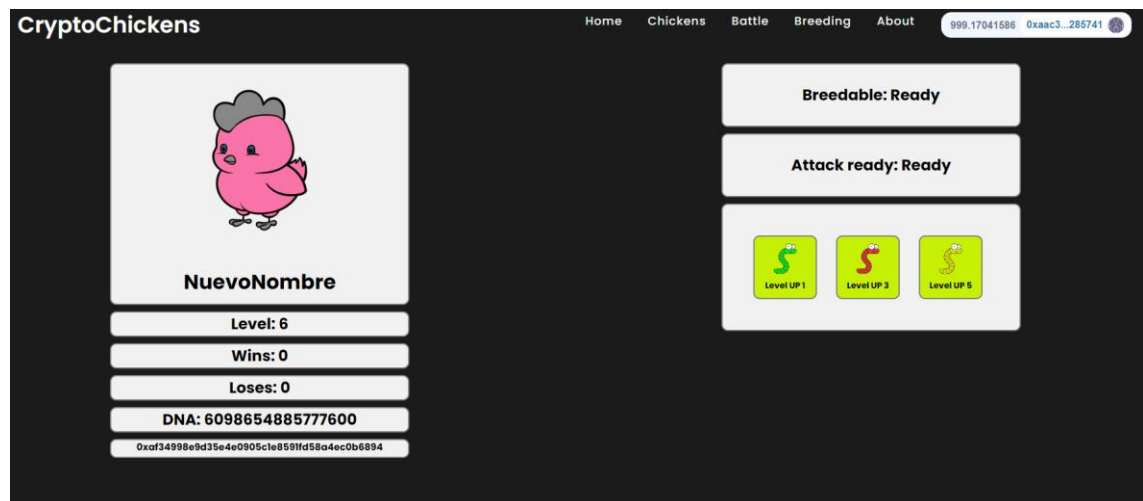 CryptoChickens
Home Chickens Battle Breeding About 999.17041586 0xaac3...285741
NuevoNombre
Level: 6
Wins: 0
Loses: 0
DNA: 6098654885777600
0xaf34998e9d35e4e0905c1e8591fd58a4ec0b6894
Breedable: Ready
Attack ready: Ready
Level UP 1 Level UP 3 Level UP 5